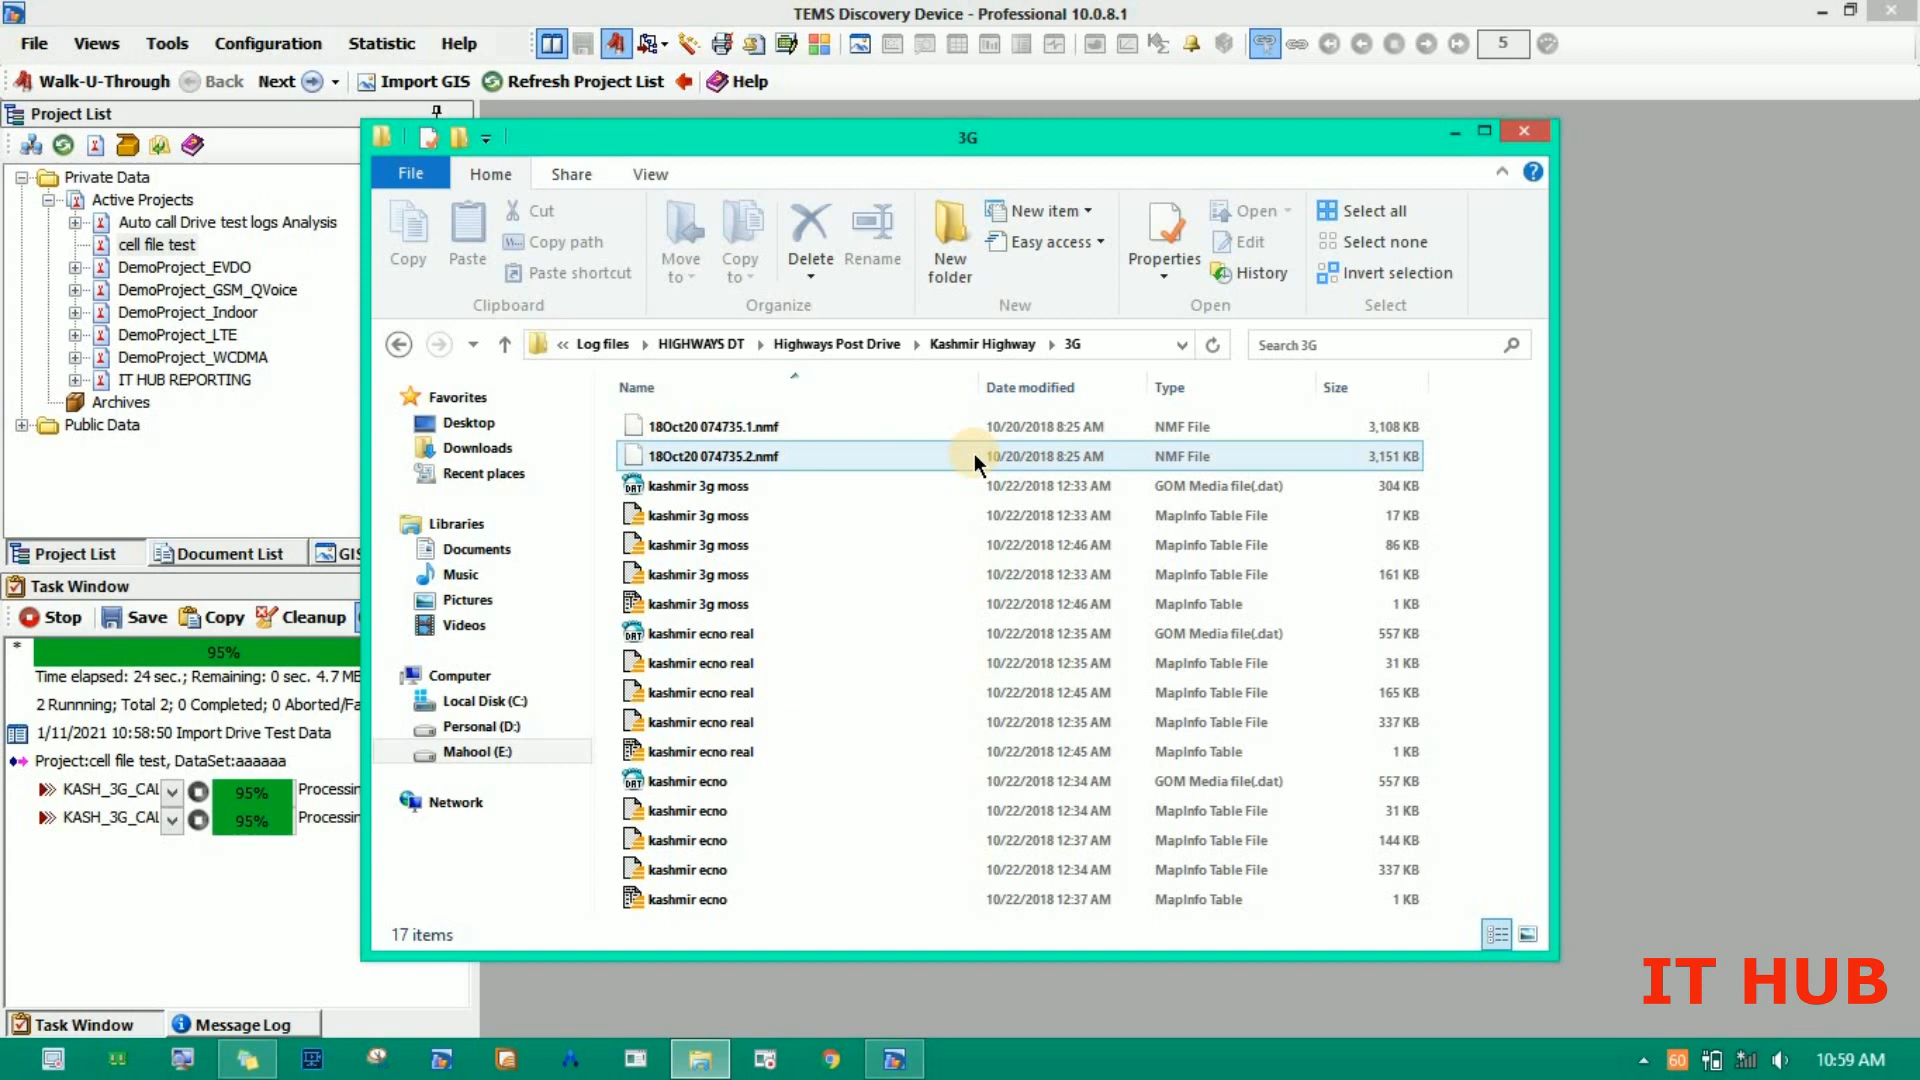 TEMS Discovery Device - Professional 10.0.8.1
File Views Tools Configuration Statistic Help 5
Walk-U-Through Back Next Import GIS Refresh Project List Help
Project List
Private Data
Active Projects
Auto call Drive test logs Analysis
cell file test
DemoProject_EVDO
DemoProject_GSM_QVoice
DemoProject_Indoor
DemoProject_LTE
DemoProject_WCDMA
IT HUB REPORTING
Archives
Public Data
Project List Document List GIS
Task Window
Stop Save Copy Cleanup
* 95%
Time elapsed: 24 sec.; Remaining: 0 sec. 4.7 MB
2 Runnning; Total 2; 0 Completed; 0 Aborted/Fa
1/11/2021 10:58:50 Import Drive Test Data
Project:cell file test, DataSet:aaaaaa
KASH_3G_CAL 95% Processin
KASH_3G_CAL 95% Processin
Task Window Message Log
3G
File Home Share View
Copy Paste Cut Copy path Paste shortcut
Clipboard
Move to Copy to Delete Rename
Organize
New folder New item Easy access
New
Properties Open Edit History
Open
Select all Select none Invert selection
Select
« Log files HIGHWAYS DT Highways Post Drive Kashmir Highway 3G Search 3G
Favorites
Desktop
Downloads
Recent places
Libraries
Documents
Music
Pictures
Videos
Computer
Local Disk (C:)
Personal (D:)
Mahool (E:)
Network
Name Date modified Type Size
18Oct20 074735.1.nmf 10/20/2018 8:25 AM NMF File 3,108 KB
18Oct20 074735.2.nmf 10/20/2018 8:25 AM NMF File 3,151 KB
kashmir 3g moss 10/22/2018 12:33 AM GOM Media file(.dat) 304 KB
kashmir 3g moss 10/22/2018 12:33 AM MapInfo Table File 17 KB
kashmir 3g moss 10/22/2018 12:46 AM MapInfo Table File 86 KB
kashmir 3g moss 10/22/2018 12:33 AM MapInfo Table File 161 KB
kashmir 3g moss 10/22/2018 12:46 AM MapInfo Table 1 KB
kashmir ecno real 10/22/2018 12:35 AM GOM Media file(.dat) 557 KB
kashmir ecno real 10/22/2018 12:35 AM MapInfo Table File 31 KB
kashmir ecno real 10/22/2018 12:45 AM MapInfo Table File 165 KB
kashmir ecno real 10/22/2018 12:35 AM MapInfo Table File 337 KB
kashmir ecno real 10/22/2018 12:45 AM MapInfo Table 1 KB
kashmir ecno 10/22/2018 12:34 AM GOM Media file(.dat) 557 KB
kashmir ecno 10/22/2018 12:34 AM MapInfo Table File 31 KB
kashmir ecno 10/22/2018 12:37 AM MapInfo Table File 144 KB
kashmir ecno 10/22/2018 12:34 AM MapInfo Table File 337 KB
kashmir ecno 10/22/2018 12:37 AM MapInfo Table 1 KB
17 items
IT HUB
60 10:59 AM